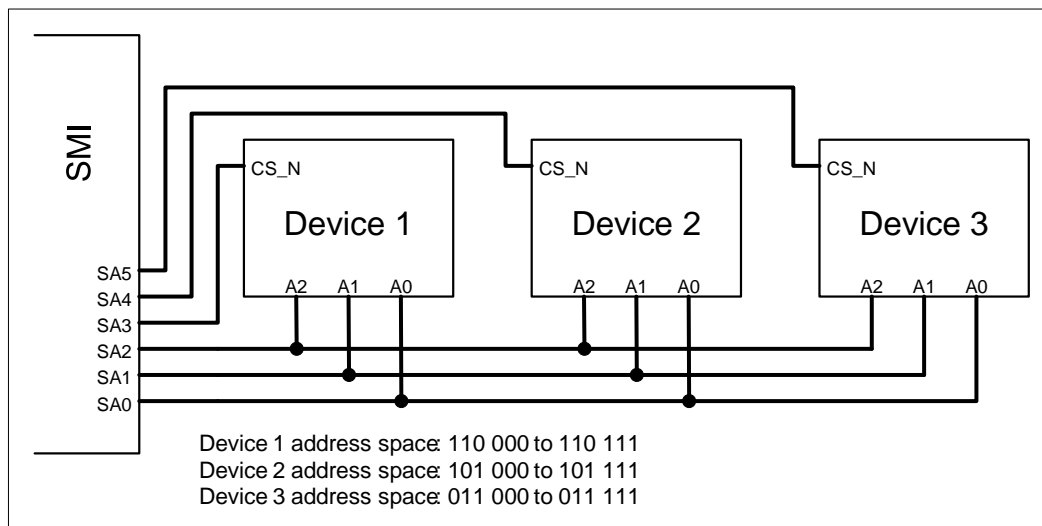 SMI
CS_N
CS_N
CS_N
Device 1
Device 2
Device 3
SA5
SA4
SA3
SA2
SA1
SA0
A2 A1 A0
A2 A1 A0
A2 A1 A0
Device 1 address space: 110 000 to 110 111
Device 2 address space: 101 000 to 101 111
Device 3 address space: 011 000 to 011 111